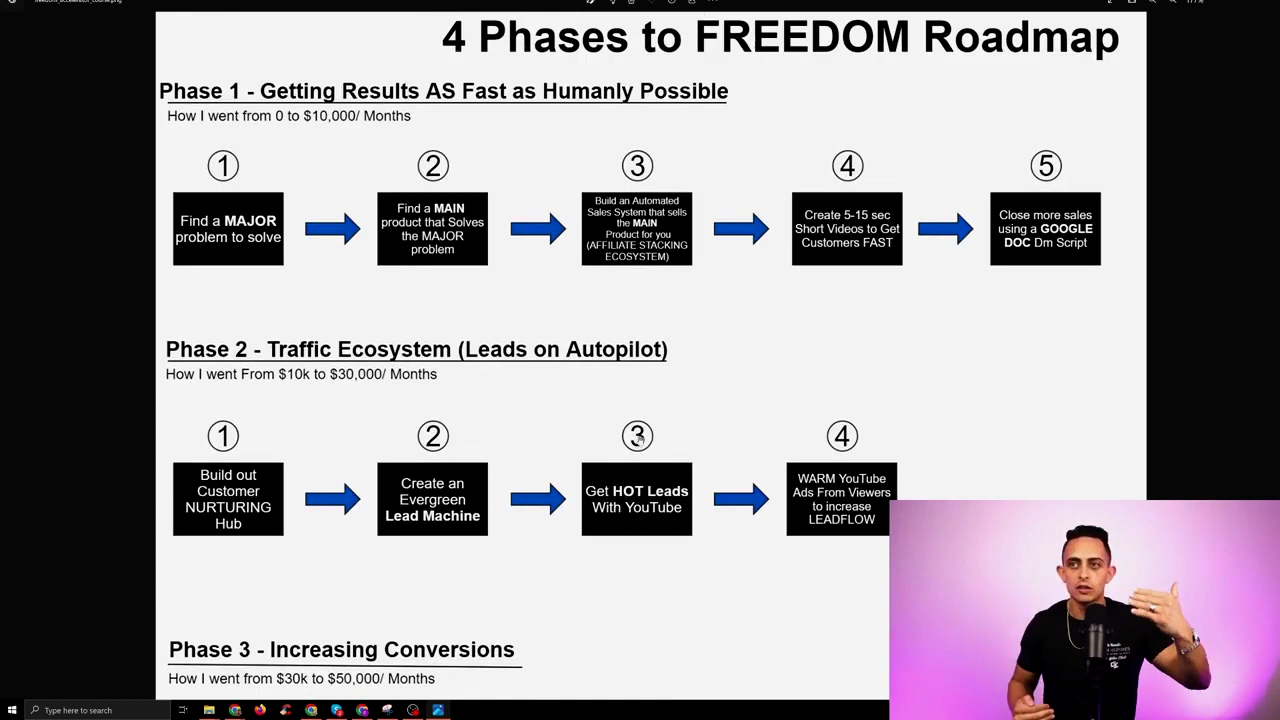 freedom_accelerator_course.png
4 Phases to FREEDOM Roadmap
Phase 1 - Getting Results AS Fast as Humanly Possible
How I went from 0 to $10,000/ Months
1
2
3
4
5
Find a MAJOR
problem to solve
Find a MAIN
product that Solves
the MAJOR
problem
Build an Automated
Sales System that sells
the MAIN
Product for you
(AFFILIATE STACKING
ECOSYSTEM)
Create 5-15 sec
Short Videos to Get
Customers FAST
Close more sales
using a GOOGLE
DOC Dm Script
Phase 2 - Traffic Ecosystem (Leads on Autopilot)
How I went From $10k to $30,000/ Months
1
2
3
4
Build out
Customer
NURTURING
Hub
Create an
Evergreen
Lead Machine
Get HOT Leads
With YouTube
WARM YouTube
Ads From Viewers
to increase
LEADFLOW
Phase 3 - Increasing Conversions
How I went from $30k to $50,000/ Months
Type here to search